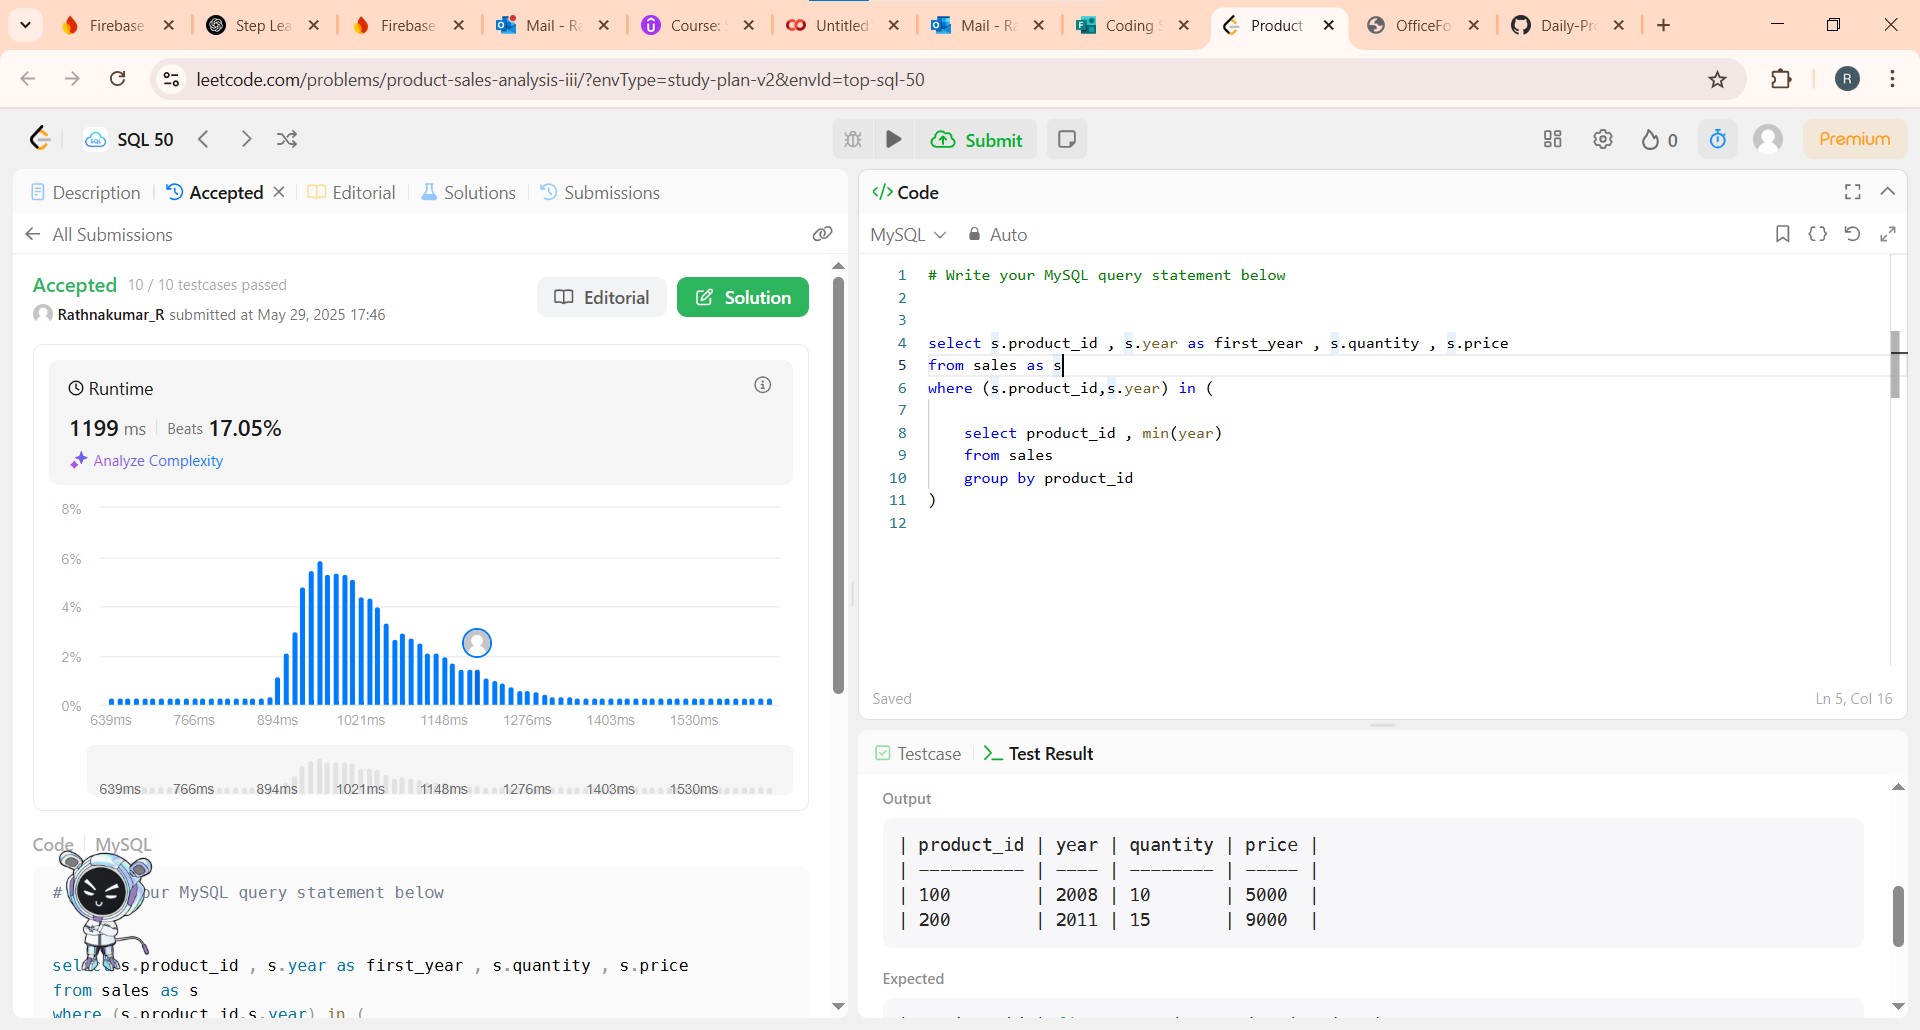 Firebase
Step Lea
Firebase
Mail - Ra
Course:
Untitled
Mail - Ra
Coding S
Product
OfficeFo
Daily-Pr
leetcode.com/problems/product-sales-analysis-iii/?envType=study-plan-v2&envId=top-sql-50
R
SQL 50
Submit
0
Premium
Description
Accepted
Editorial
Solutions
Submissions
All Submissions
Accepted 10 / 10 testcases passed
Rathnakumar_R submitted at May 29, 2025 17:46
Editorial
Solution
Runtime
1199 ms Beats 17.05%
Analyze Complexity
8%
6%
4%
2%
0%
639ms 766ms 894ms 1021ms 1148ms 1276ms 1403ms 1530ms
639ms 766ms 894ms 1021ms 1148ms 1276ms 1403ms 1530ms
Code MySQL
# our MySQL query statement below
select s.product_id , s.year as first_year , s.quantity , s.price
from sales as s
where (s.product_id,s.year) in (
</> Code
MySQL Auto
1 # Write your MySQL query statement below
2
3
4 select s.product_id , s.year as first_year , s.quantity , s.price
5 from sales as s
6 where (s.product_id,s.year) in (
7
8 select product_id , min(year)
9 from sales
10 group by product_id
11 )
12
Saved
Ln 5, Col 16
Testcase
Test Result
Output
| product_id | year | quantity | price |
| ---------- | ---- | -------- | ----- |
| 100 | 2008 | 10 | 5000 |
| 200 | 2011 | 15 | 9000 |
Expected